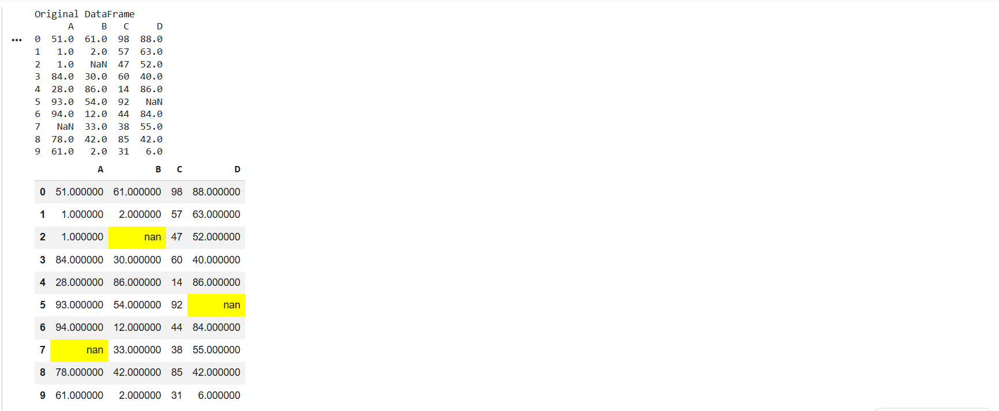 Original DataFrame
A B C D
0 51.0 61.0 98 88.0
1 1.0 2.0 57 63.0
2 1.0 NaN 47 52.0
3 84.0 30.0 60 40.0
4 28.0 86.0 14 86.0
5 93.0 54.0 92 NaN
6 94.0 12.0 44 84.0
7 NaN 33.0 38 55.0
8 78.0 42.0 85 42.0
9 61.0 2.0 31 6.0
A B C D
0 51.000000 61.000000 98 88.000000
1 1.000000 2.000000 57 63.000000
2 1.000000 nan 47 52.000000
3 84.000000 30.000000 60 40.000000
4 28.000000 86.000000 14 86.000000
5 93.000000 54.000000 92 nan
6 94.000000 12.000000 44 84.000000
7 nan 33.000000 38 55.000000
8 78.000000 42.000000 85 42.000000
9 61.000000 2.000000 31 6.000000